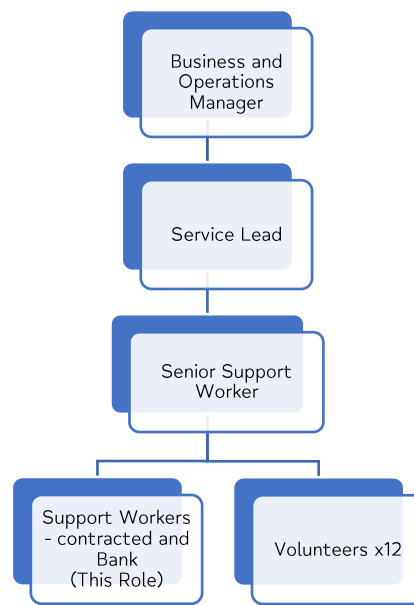 Business and
Operations
Manager
Service Lead
Senior Support
Worker
Support Workers
- contracted and
Bank
(This Role)
Volunteers x12